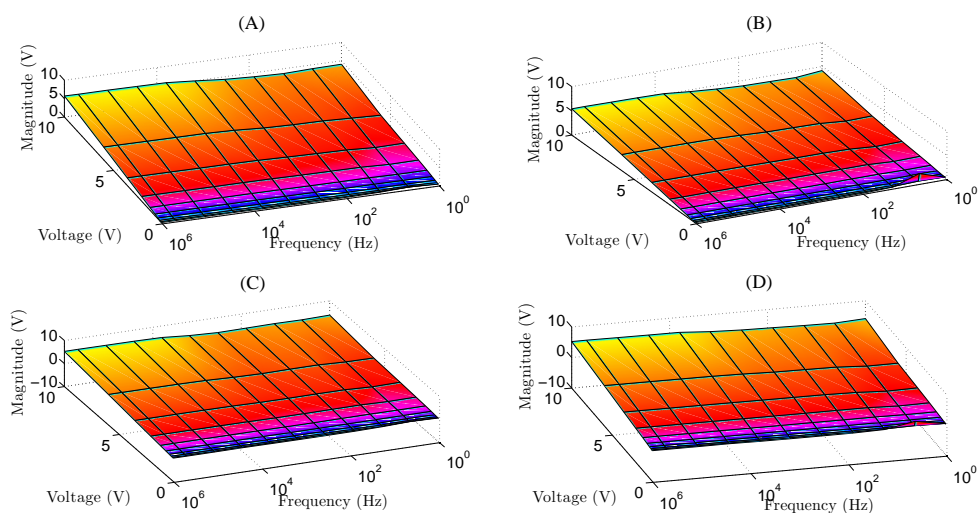 (A)
Magnitude (V)
10
5
0
10
5
0
Voltage (V)
10^6
10^4
10^2
10^0
Frequency (Hz)
(B)
Magnitude (V)
10
5
0
10
5
0
Voltage (V)
10^6
10^4
10^2
10^0
Frequency (Hz)
(C)
Magnitude (V)
10
0
−10
10
5
0
Voltage (V)
10^6
10^4
10^2
10^0
Frequency (Hz)
(D)
Magnitude (V)
10
0
−10
10
5
0
Voltage (V)
10^6
10^4
10^2
10^0
Frequency (Hz)